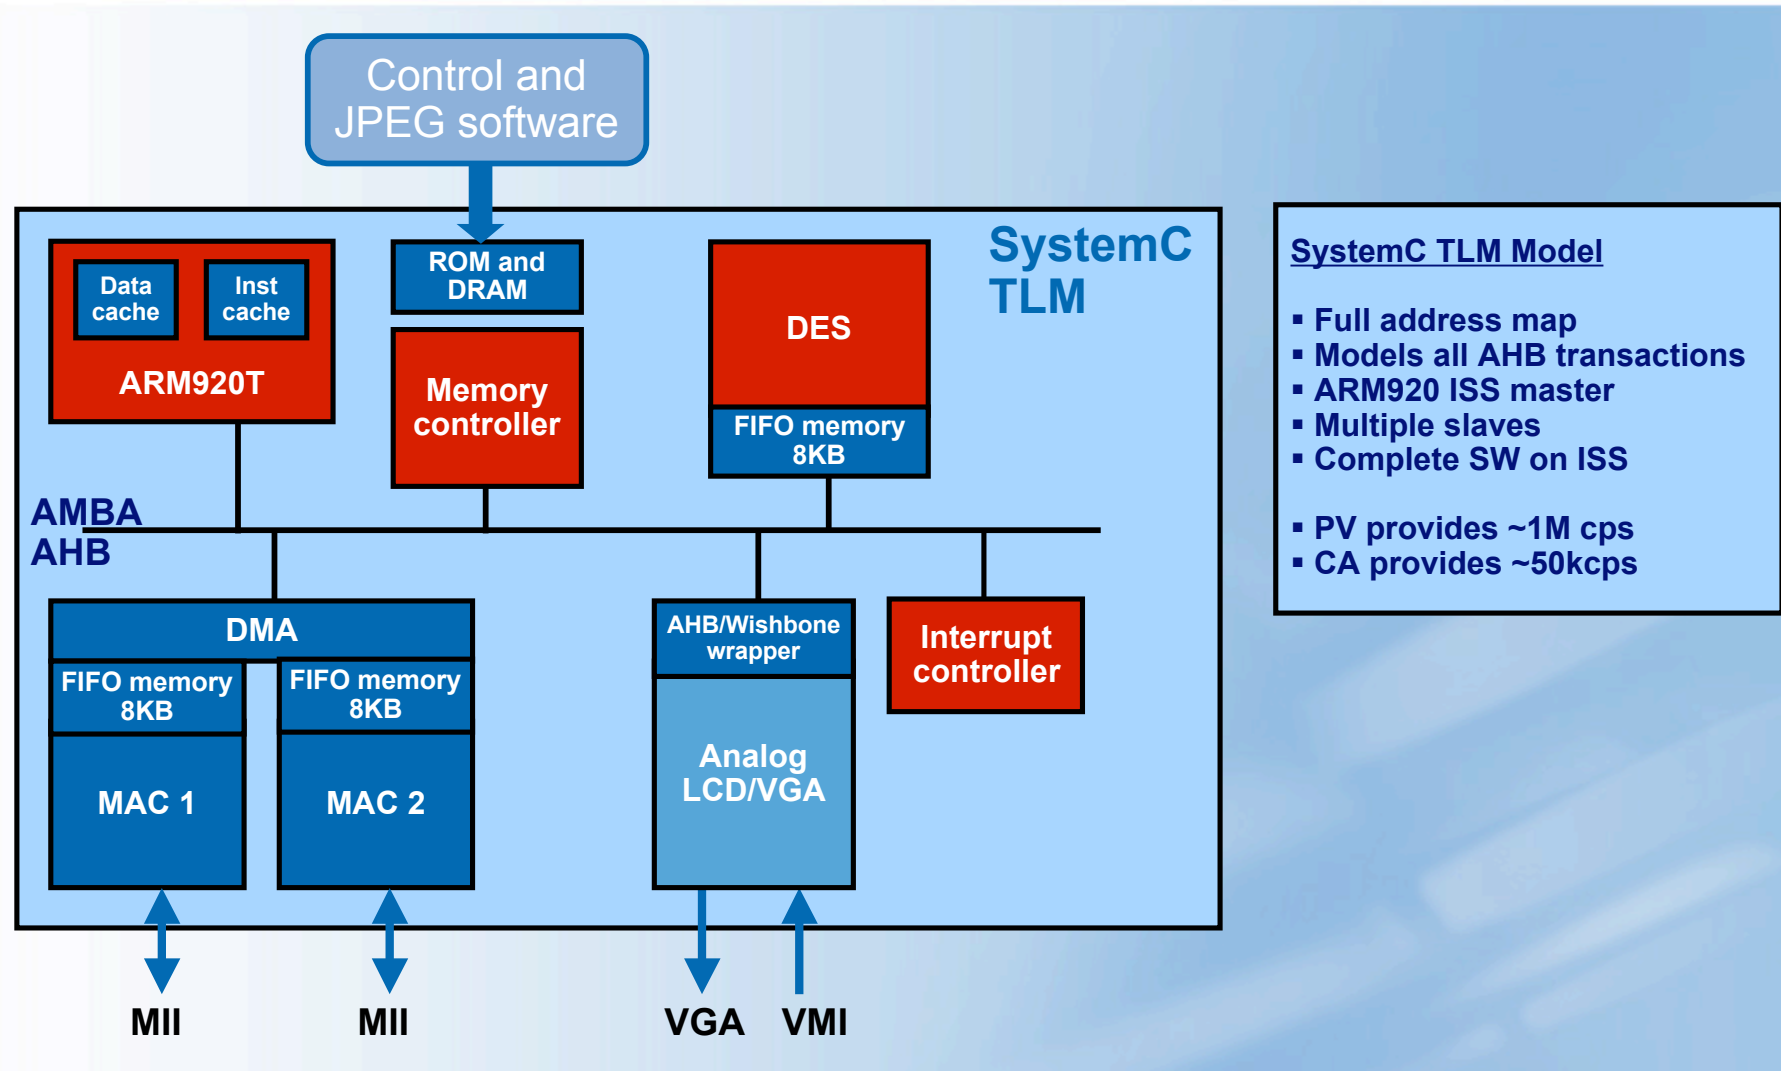 Control and
JPEG software
SystemC
TLM
Data
cache
Inst
cache
ARM920T
ROM and
DRAM
Memory
controller
DES
FIFO memory
8KB
AMBA
AHB
DMA
FIFO memory
8KB
FIFO memory
8KB
MAC 1
MAC 2
AHB/Wishbone
wrapper
Analog
LCD/VGA
Interrupt
controller
MII
MII
VGA
VMI
SystemC TLM Model
▪ Full address map
▪ Models all AHB transactions
▪ ARM920 ISS master
▪ Multiple slaves
▪ Complete SW on ISS
▪ PV provides ~1M cps
▪ CA provides ~50kcps